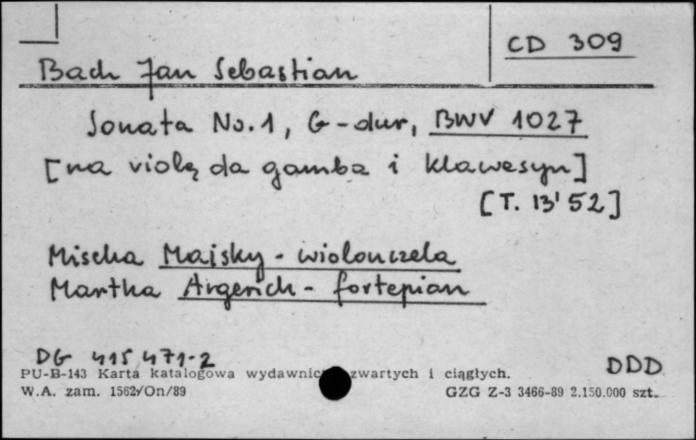 CD 309
Bach Jan Sebastian
Sonata No.1, G-dur, BWV 1027
[na violę da gamba i klawesyn]
[T. 13'52]
Mischa Maisky - wiolonczela
Martha Argerich - fortepian
DG 415 471-2
DDD
PU-B-143 Karta katalogowa wydawnic zwartych i ciągłych.
W.A. zam. 1562/On/89 GZG Z-3 3466-89 2.150.000 szt.